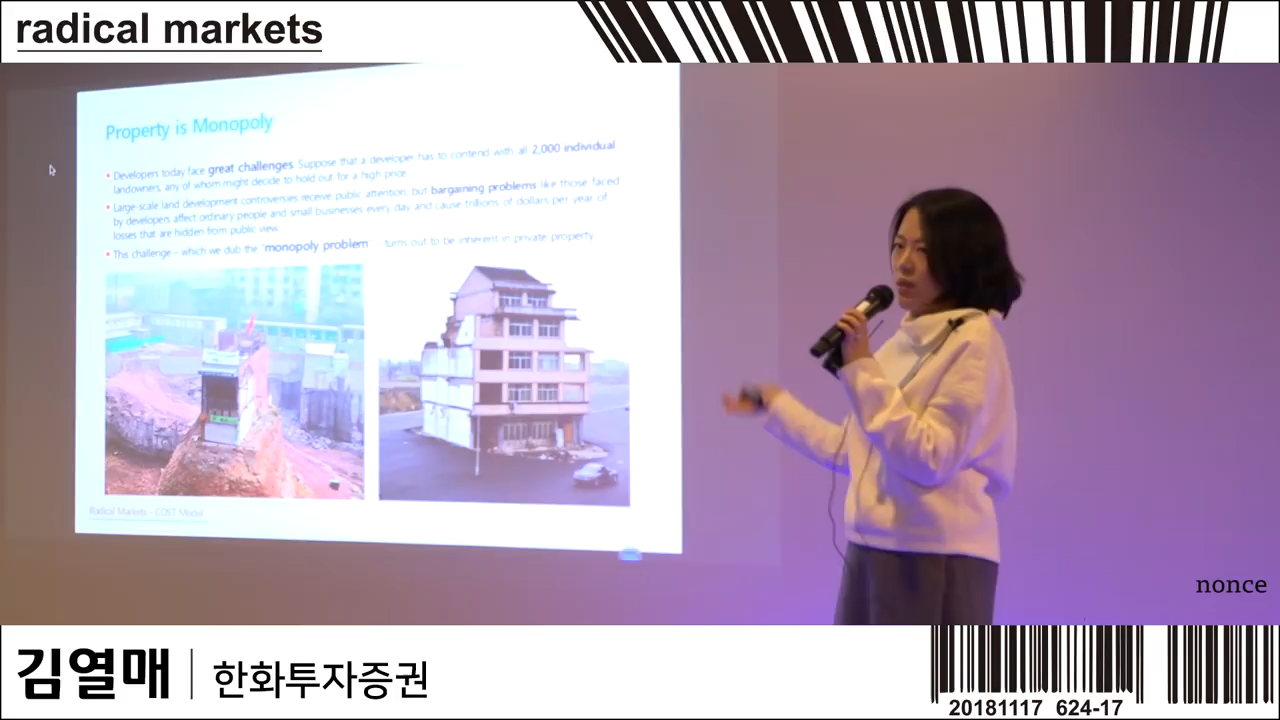 radical markets
Property is Monopoly
Developers today face great challenges. Suppose that a developer has to contend with all 2,000 individual
landowners, any of whom might decide to hold out for a high price
Large-scale land development controversies receive public attention, but bargaining problems like those faced
by developers affect ordinary people and small businesses every day and cause trillions of dollars per year of
losses that are hidden from public view
This challenge – which we dub the 'monopoly problem turns out to be inherent in private property
Radical Markets - COST Model
nonce
김열매 | 한화투자증권
20181117 624-17